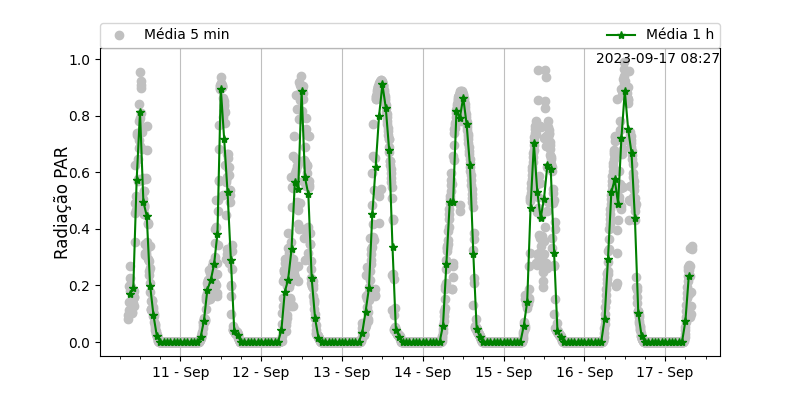 Média 5 min
Média 1 h
2023-09-17 08:27
1.0
0.8
0.6
0.4
0.2
0.0
Radiação PAR
11 - Sep
12 - Sep
13 - Sep
14 - Sep
15 - Sep
16 - Sep
17 - Sep